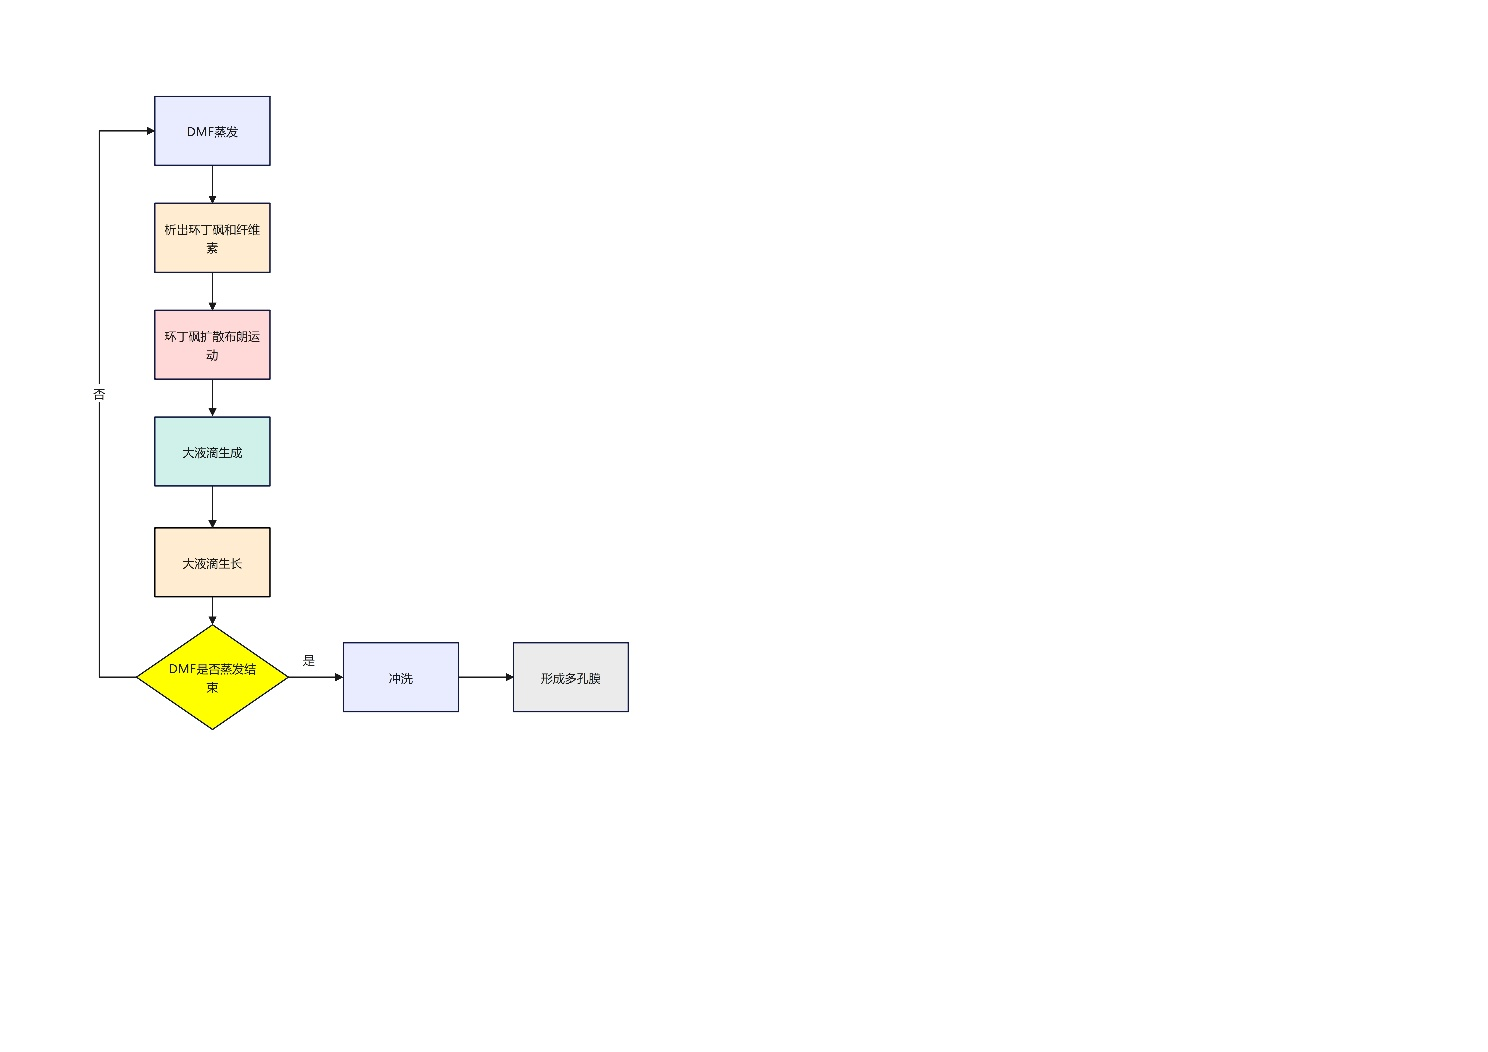 DMF蒸发
析出环丁砜和纤维
素
环丁砜扩散布朗运
动
否
大液滴生成
大液滴生长
DMF是否蒸发结
束
是
冲洗
形成多孔膜